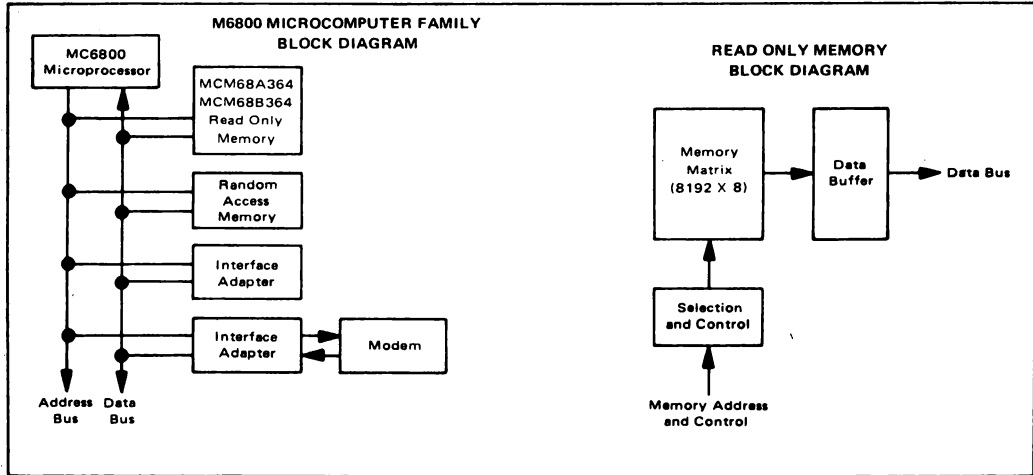 M6800 MICROCOMPUTER FAMILY
BLOCK DIAGRAM
MC6800
Microprocessor
MCM68A364
MCM68B364
Read Only
Memory
Random
Access
Memory
Interface
Adapter
Interface
Adapter
Modem
Address
Bus
Data
Bus
READ ONLY MEMORY
BLOCK DIAGRAM
Memory
Matrix
(8192 X 8)
Data
Buffer
Data Bus
Selection
and Control
Memory Address
and Control